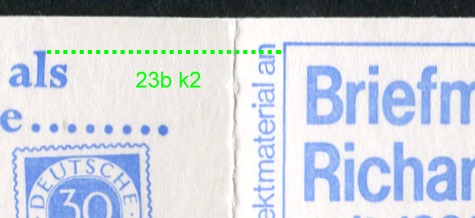 als
23b k2
e........
DEUTSCHE
30
ektmaterial an
Briefm
Richar